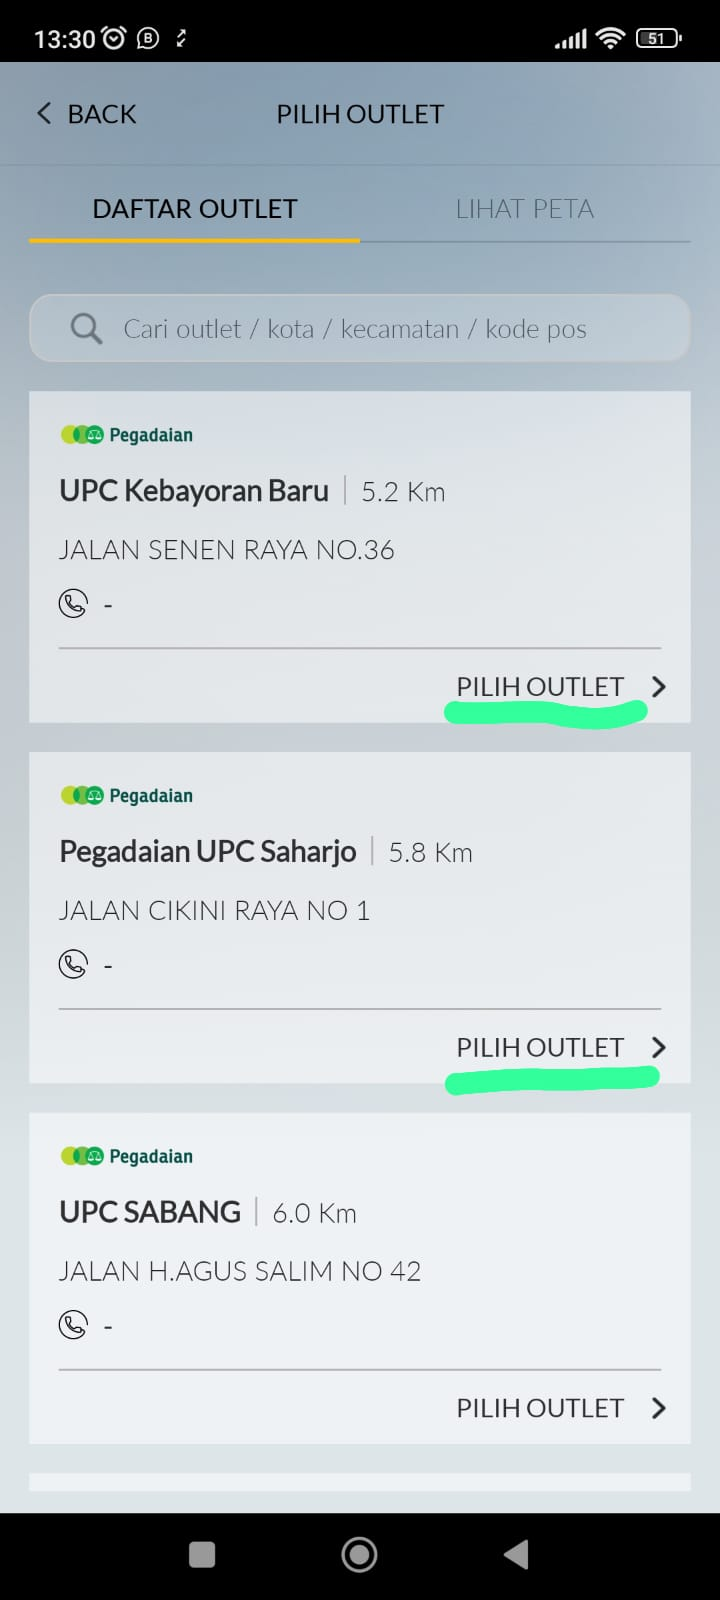 13:30
51
BACK
PILIH OUTLET
DAFTAR OUTLET
LIHAT PETA
Cari outlet / kota / kecamatan / kode pos
Pegadaian
UPC Kebayoran Baru | 5.2 Km
JALAN SENEN RAYA NO.36
-
PILIH OUTLET
Pegadaian
Pegadaian UPC Saharjo | 5.8 Km
JALAN CIKINI RAYA NO 1
-
PILIH OUTLET
Pegadaian
UPC SABANG | 6.0 Km
JALAN H.AGUS SALIM NO 42
-
PILIH OUTLET